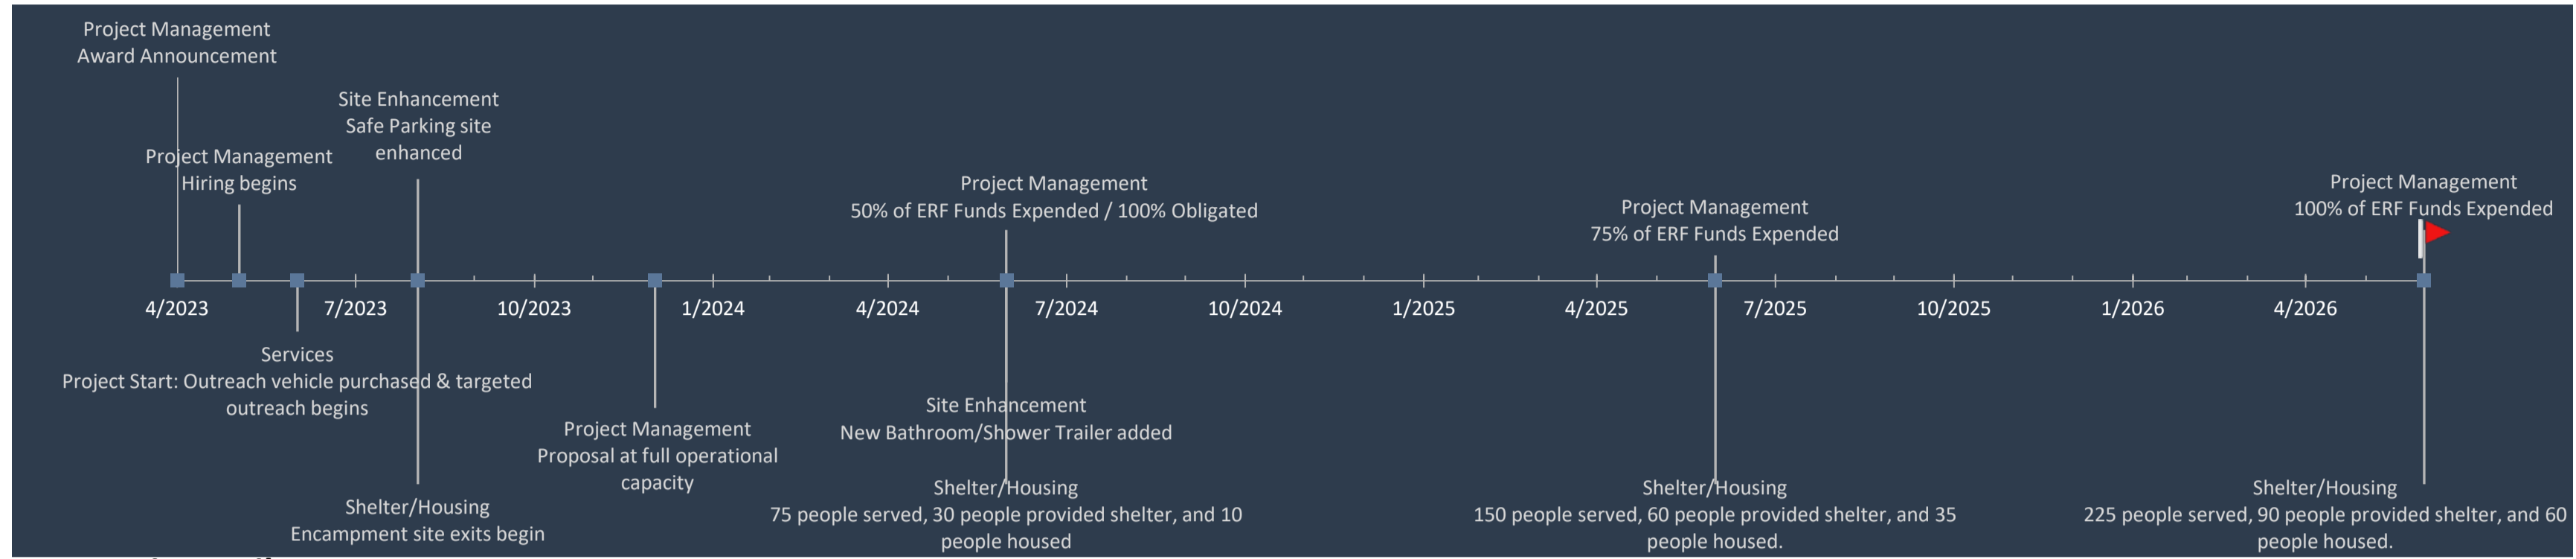 Project Management
Award Announcement
Site Enhancement
Safe Parking site
enhanced
Project Management
Hiring begins
Project Management
50% of ERF Funds Expended / 100% Obligated
Project Management
75% of ERF Funds Expended
Project Management
100% of ERF Funds Expended
4/2023
7/2023
10/2023
1/2024
4/2024
7/2024
10/2024
1/2025
4/2025
7/2025
10/2025
1/2026
4/2026
Services
Project Start: Outreach vehicle purchased & targeted
outreach begins
Shelter/Housing
Encampment site exits begin
Project Management
Proposal at full operational
capacity
Site Enhancement
New Bathroom/Shower Trailer added
Shelter/Housing
75 people served, 30 people provided shelter, and 10
people housed
Shelter/Housing
150 people served, 60 people provided shelter, and 35
people housed.
Shelter/Housing
225 people served, 90 people provided shelter, and 60
people housed.